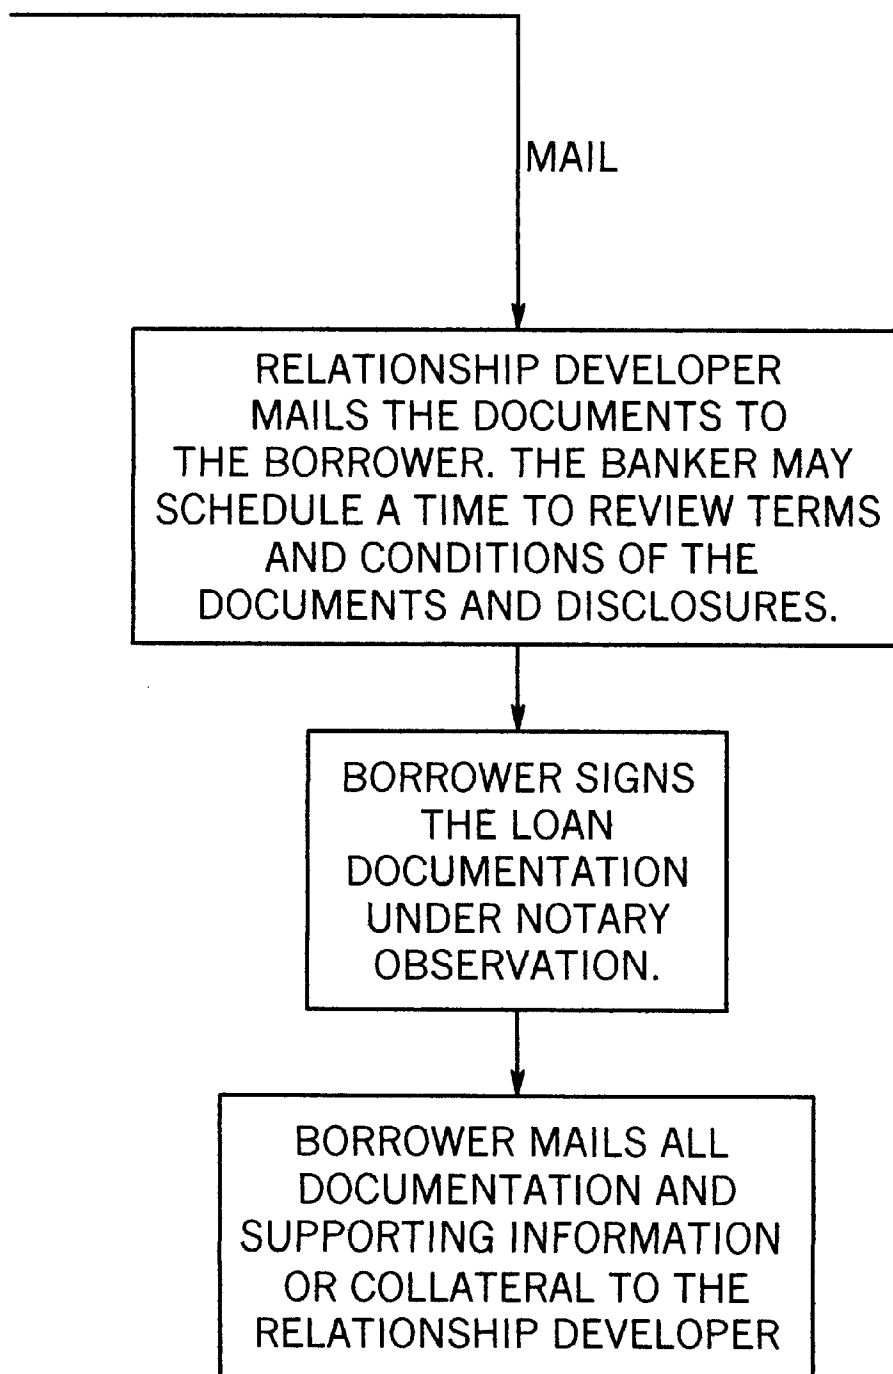 MAIL
RELATIONSHIP DEVELOPER
MAILS THE DOCUMENTS TO
THE BORROWER. THE BANKER MAY
SCHEDULE A TIME TO REVIEW TERMS
AND CONDITIONS OF THE
DOCUMENTS AND DISCLOSURES.
BORROWER SIGNS
THE LOAN
DOCUMENTATION
UNDER NOTARY
OBSERVATION.
BORROWER MAILS ALL
DOCUMENTATION AND
SUPPORTING INFORMATION
OR COLLATERAL TO THE
RELATIONSHIP DEVELOPER